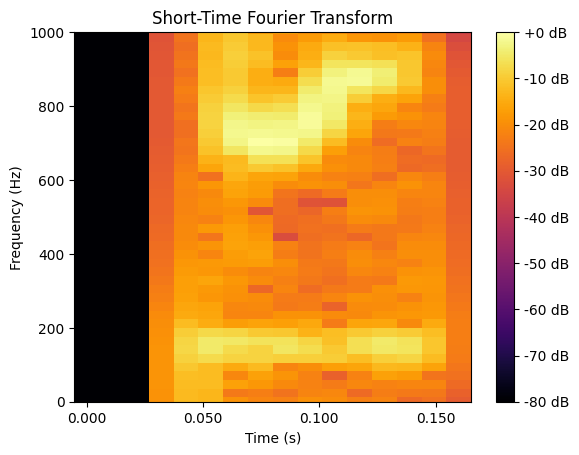 Short-Time Fourier Transform
1000
800
600
400
200
0
Frequency (Hz)
0.000
0.050
0.100
0.150
Time (s)
+0 dB
-10 dB
-20 dB
-30 dB
-40 dB
-50 dB
-60 dB
-70 dB
-80 dB